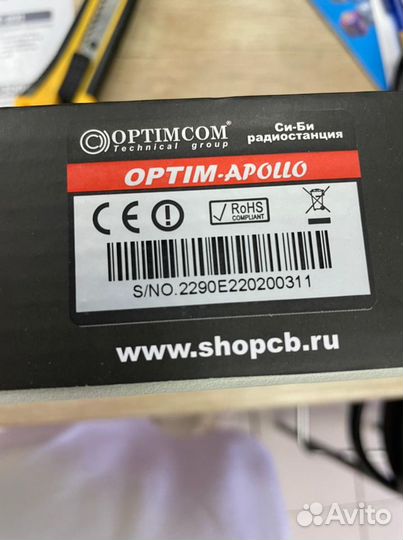 OPTIMCOM®
Technical group
Си-Би
радиостанция
OPTIM-APOLLO
CE
RoHS
COMPLIANT
S/NO.2290E220200311
www.shopcb.ru
Avito